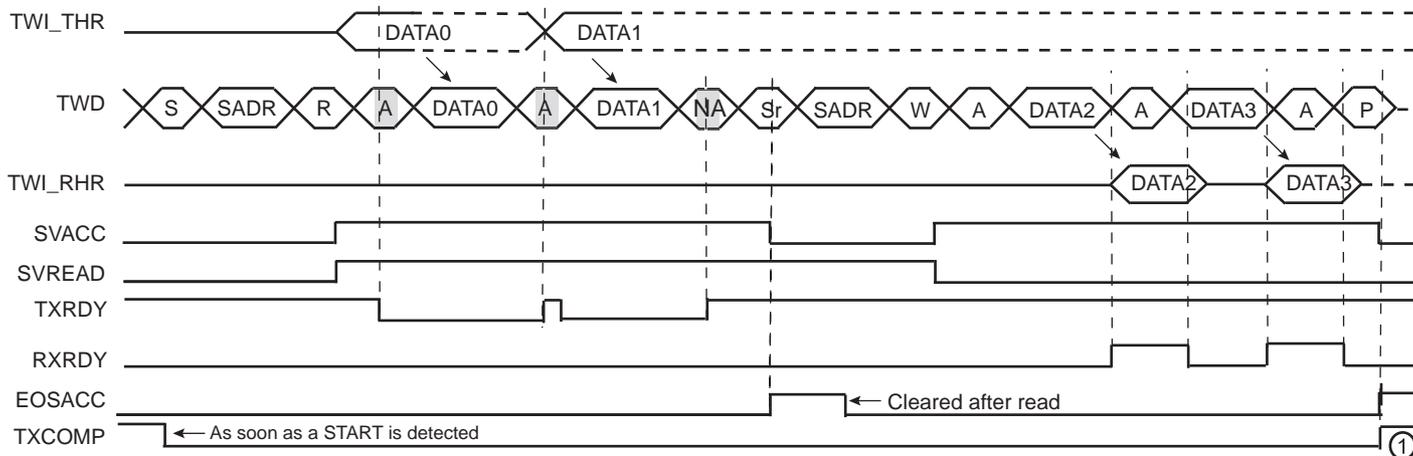 TWI_THR
DATA0
DATA1
TWD
S SADR R A DATA0 A DATA1 NA Sr SADR W A DATA2 A DATA3 A P
TWI_RHR
DATA2
DATA3
SVACC
SVREAD
TXRDY
RXRDY
EOSACC
Cleared after read
TXCOMP
As soon as a START is detected
1